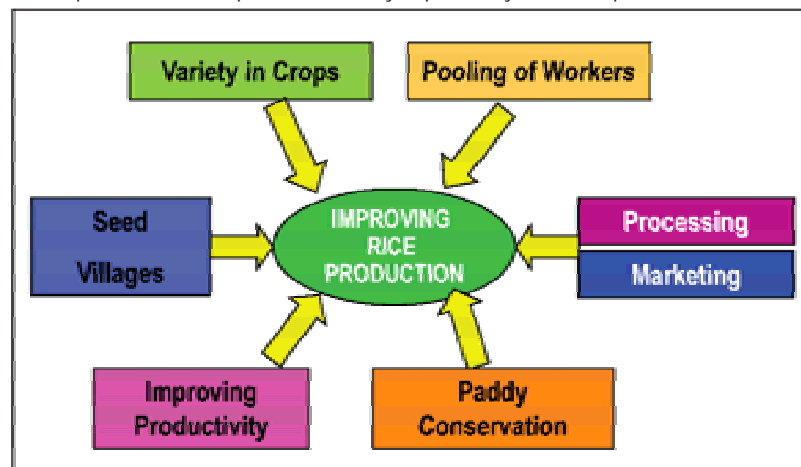 Variety in Crops
Pooling of Workers
Seed
Villages
IMPROVING
RICE
PRODUCTION
Processing
Marketing
Improving
Productivity
Paddy
Conservation